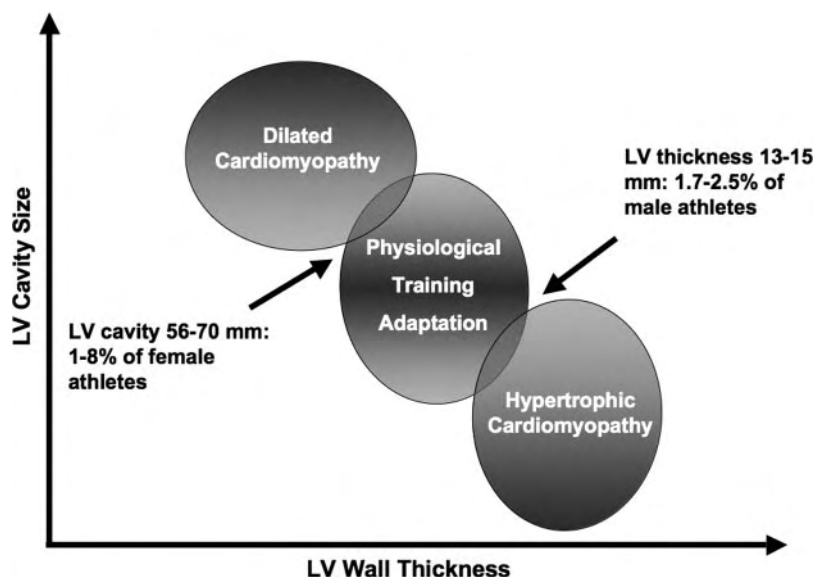 Dilated
Cardiomyopathy
LV thickness 13-15
mm: 1.7-2.5% of
male athletes
Physiological
Training
Adaptation
LV cavity 56-70 mm:
1-8% of female
athletes
Hypertrophic
Cardiomyopathy
LV Cavity Size
LV Wall Thickness